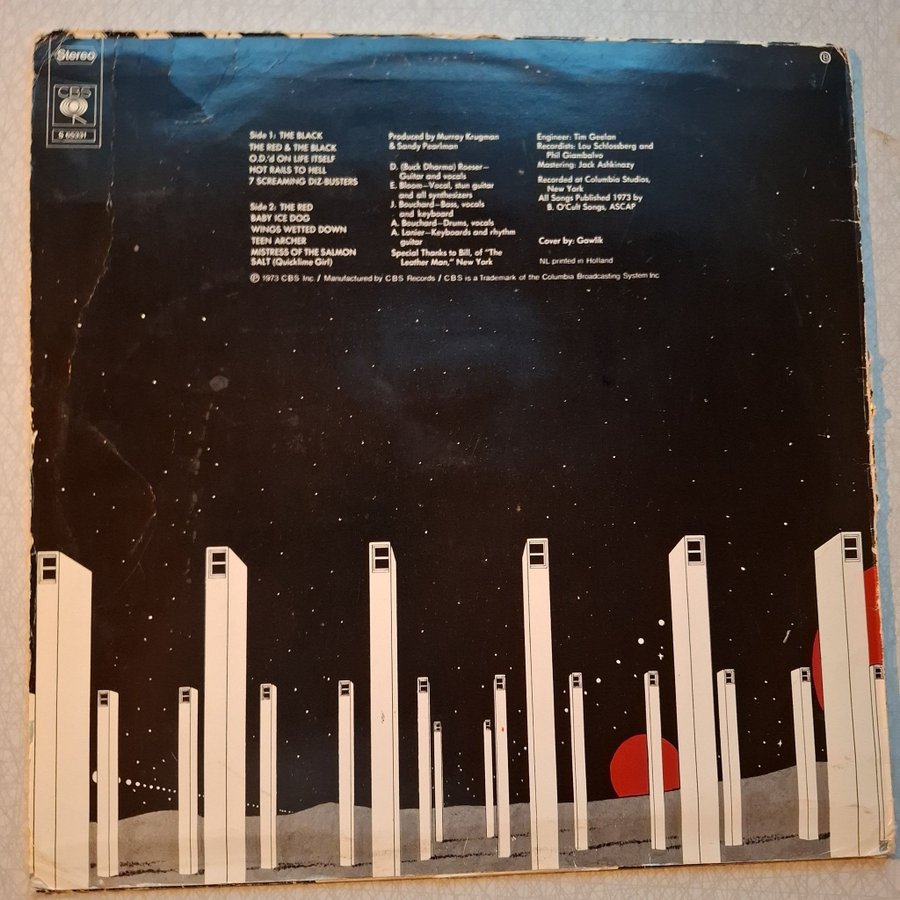 Stereo
CBS
S 65331
B
Side 1: THE BLACK
THE RED & THE BLACK
O.D.'d ON LIFE ITSELF
HOT RAILS TO HELL
7 SCREAMING DIZ-BUSTERS
Side 2: THE RED
BABY ICE DOG
WINGS WETTED DOWN
TEEN ARCHER
MISTRESS OF THE SALMON
SALT (Quicklime Girl)
Produced by Murray Krugman
& Sandy Pearlman
D. (Buck Dharma) Roeser—
Guitar and vocals
E. Bloom—Vocal, stun guitar
and all synthesizers
J. Bouchard—Bass, vocals
and keyboard
A. Bouchard—Drums, vocals
A. Lanier—Keyboards and rhythm
guitar
Special Thanks to Bill, of "The
Leather Man," New York
Engineer: Tim Geelan
Recordists: Lou Schlossberg and
Phil Giambalvo
Mastering: Jack Ashkinazy
Recorded at Columbia Studios,
New York
All Songs Published 1973 by
B. O'Cult Songs, ASCAP
Cover by: Gawlik
NL printed in Holland
℗ 1973 CBS Inc / Manufactured by CBS Records / CBS is a Trademark of the Columbia Broadcasting System Inc